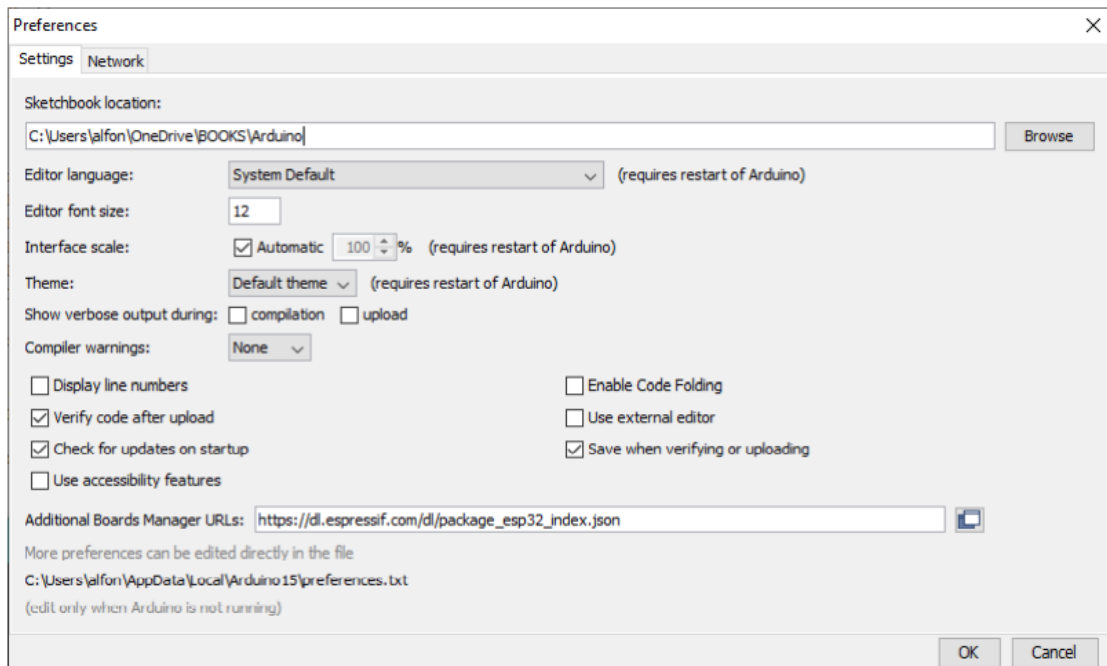 Preferences
Settings Network
Sketchbook location:
C:\Users\alfon\OneDrive\BOOKS\Arduino Browse
Editor language: System Default (requires restart of Arduino)
Editor font size: 12
Interface scale: Automatic 100 % (requires restart of Arduino)
Theme: Default theme (requires restart of Arduino)
Show verbose output during: compilation upload
Compiler warnings: None
Display line numbers Enable Code Folding
Verify code after upload Use external editor
Check for updates on startup Save when verifying or uploading
Use accessibility features
Additional Boards Manager URLs: https://dl.espressif.com/dl/package_esp32_index.json
More preferences can be edited directly in the file
C:\Users\alfon\AppData\Local\Arduino15\preferences.txt
(edit only when Arduino is not running)
OK Cancel